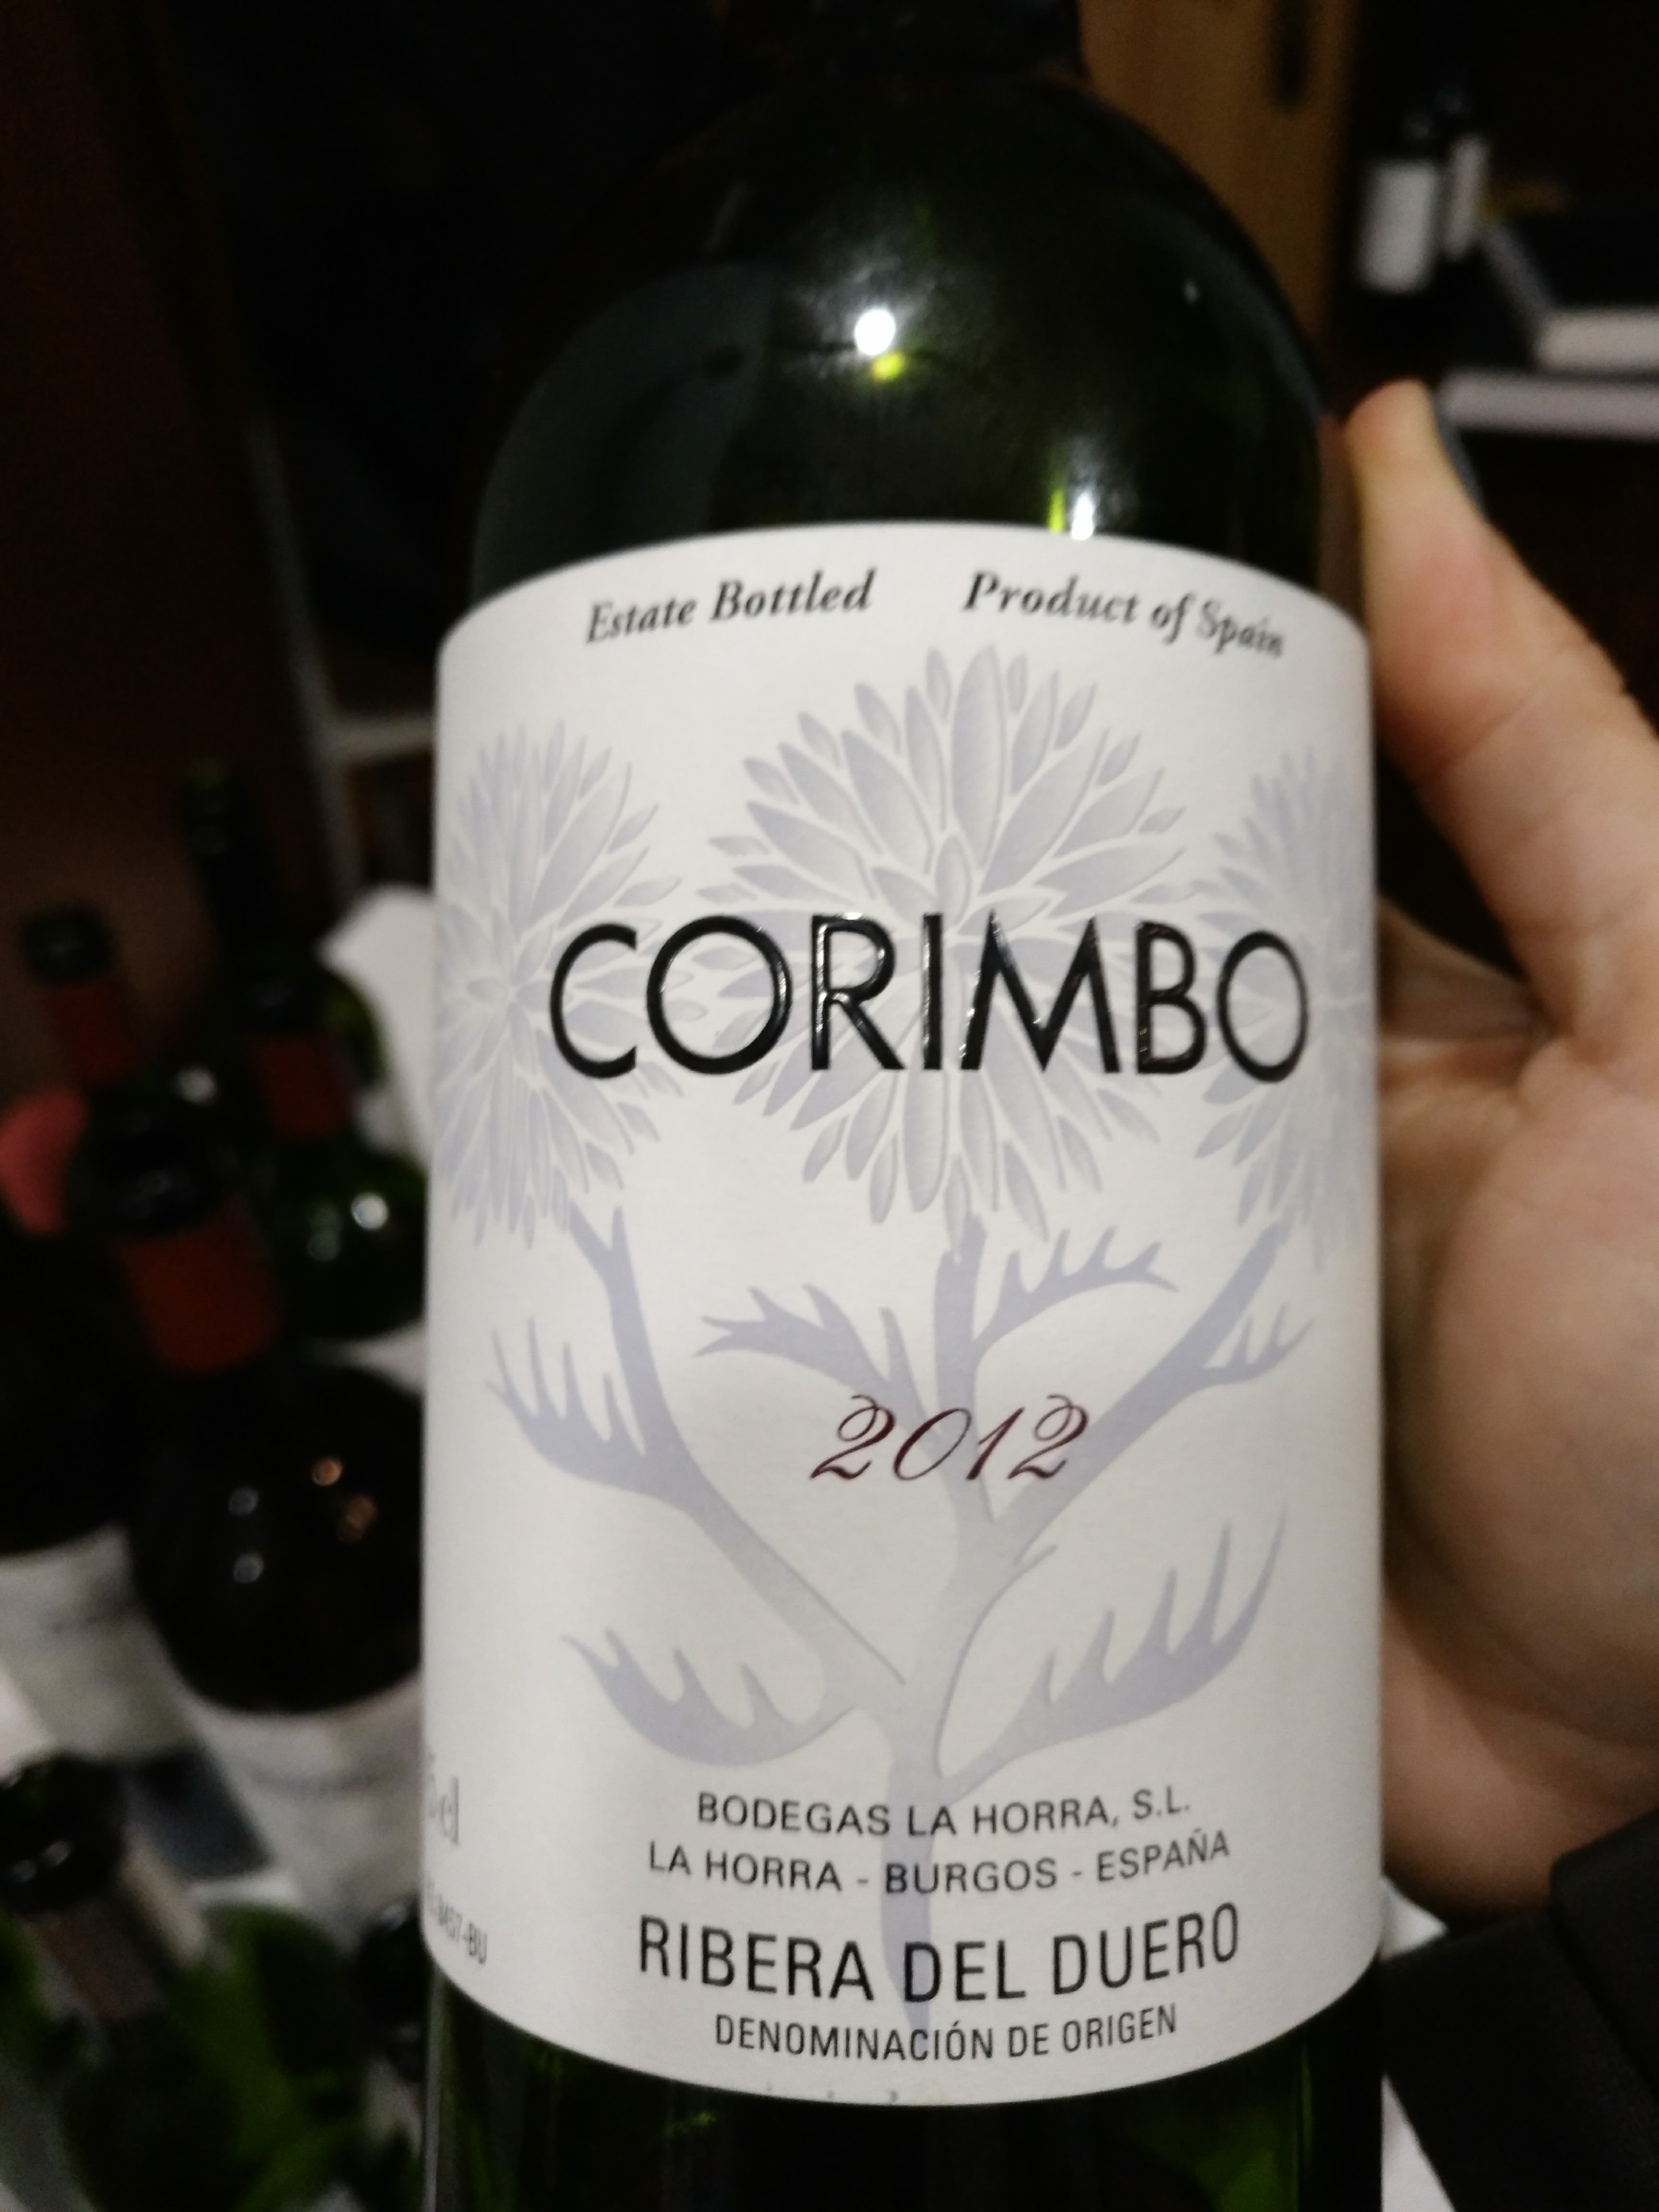 Estate Bottled Product of Spain
CORIMBO
2012
BODEGAS LA HORRA, S.L.
LA HORRA - BURGOS - ESPAÑA
RIBERA DEL DUERO
DENOMINACIÓN DE ORIGEN